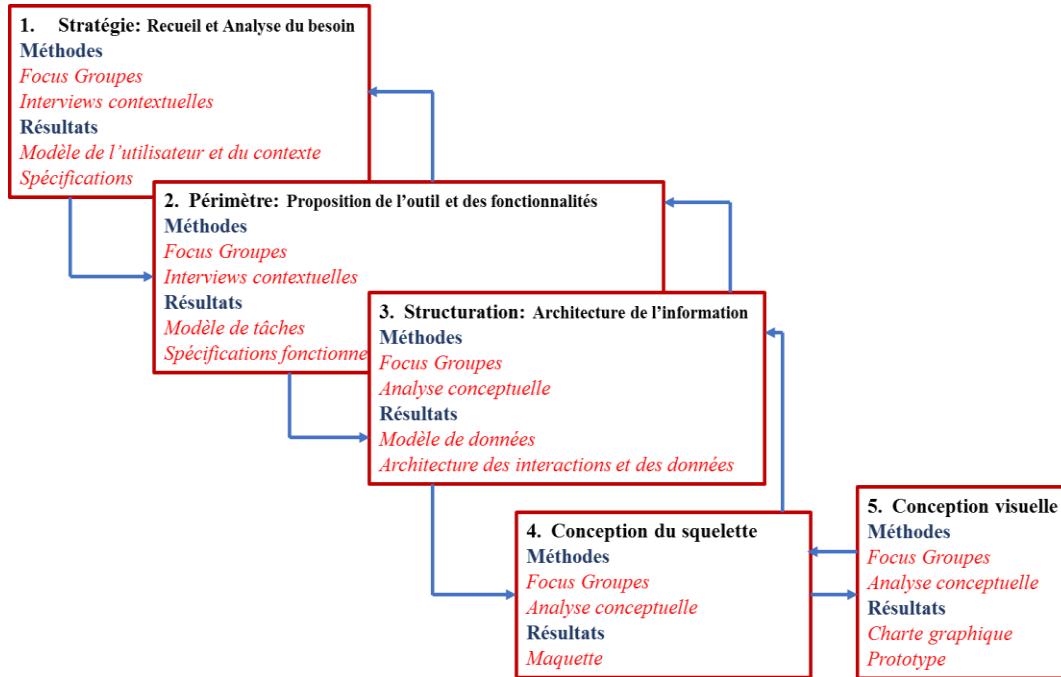 1. Stratégie: Recueil et Analyse du besoin
Méthodes
Focus Groupes
Interviews contextuelles
Résultats
Modèle de l’utilisateur et du contexte
Spécifications
2. Périmètre: Proposition de l’outil et des fonctionnalités
Méthodes
Focus Groupes
Interviews contextuelles
Résultats
Modèle de tâches
Spécifications fonctionne
3. Structuration: Architecture de l’information
Méthodes
Focus Groupes
Analyse conceptuelle
Résultats
Modèle de données
Architecture des interactions et des données
4. Conception du squelette
Méthodes
Focus Groupes
Analyse conceptuelle
Résultats
Maquette
5. Conception visuelle
Méthodes
Focus Groupes
Analyse conceptuelle
Résultats
Charte graphique
Prototype